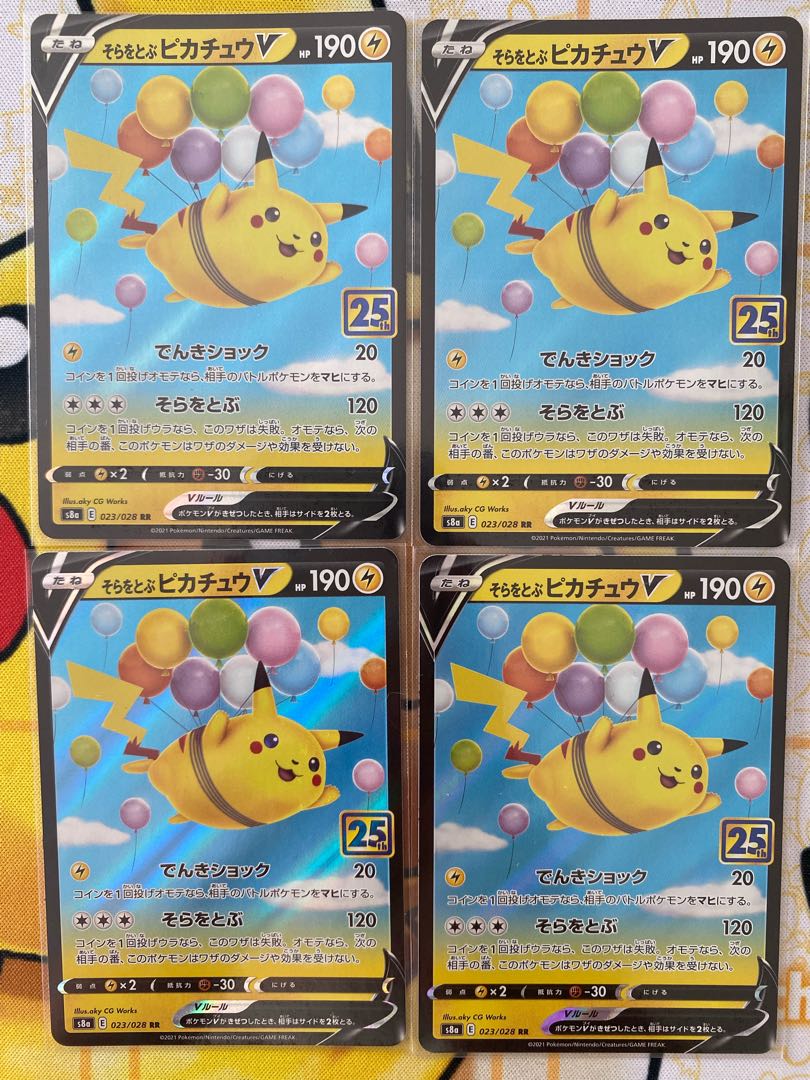 たね そらをとぶピカチュウV HP 190
25th
でんきショック 20
コインを1回投げオモテなら、相手のバトルポケモンをマヒにする。
そらをとぶ 120
コインを1回投げウラなら、このワザは失敗。オモテなら、次の
相手の番、このポケモンはワザのダメージや効果を受けない。
弱点 ×2 抵抗力 -30 にげる
Illus.aky CG Works Vルール
s8a E 023/028 RR ポケモンVがきぜつしたとき、相手はサイドを2枚とる。
©2021 Pokémon/Nintendo/Creatures/GAME FREAK
たね そらをとぶピカチュウV HP 190
25th
でんきショック 20
コインを1回投げオモテなら、相手のバトルポケモンをマヒにする。
そらをとぶ 120
コインを1回投げウラなら、このワザは失敗。オモテなら、次の
相手の番、このポケモンはワザのダメージや効果を受けない。
弱点 ×2 抵抗力 -30 にげる
Illus.aky CG Works Vルール
s8a E 023/028 RR ポケモンVがきぜつしたとき、相手はサイドを2枚とる。
©2021 Pokémon/Nintendo/Creatures/GAME FREAK
たね そらをとぶピカチュウV HP 190
25th
でんきショック 20
コインを1回投げオモテなら、相手のバトルポケモンをマヒにする。
そらをとぶ 120
コインを1回投げウラなら、このワザは失敗。オモテなら、次の
相手の番、このポケモンはワザのダメージや効果を受けない。
弱点 ×2 抵抗力 -30 にげる
Illus.aky CG Works Vルール
s8a E 023/028 RR ポケモンVがきぜつしたとき、相手はサイドを2枚とる。
©2021 Pokémon/Nintendo/Creatures/GAME FREAK
たね そらをとぶピカチュウV HP 190
25th
でんきショック 20
コインを1回投げオモテなら、相手のバトルポケモンをマヒにする。
そらをとぶ 120
コインを1回投げウラなら、このワザは失敗。オモテなら、次の
相手の番、このポケモンはワザのダメージや効果を受けない。
弱点 ×2 抵抗力 -30 にげる
Illus.aky CG Works Vルール
s8a E 023/028 RR ポケモンVがきぜつしたとき、相手はサイドを2枚とる。
©2021 Pokémon/Nintendo/Creatures/GAME FREAK